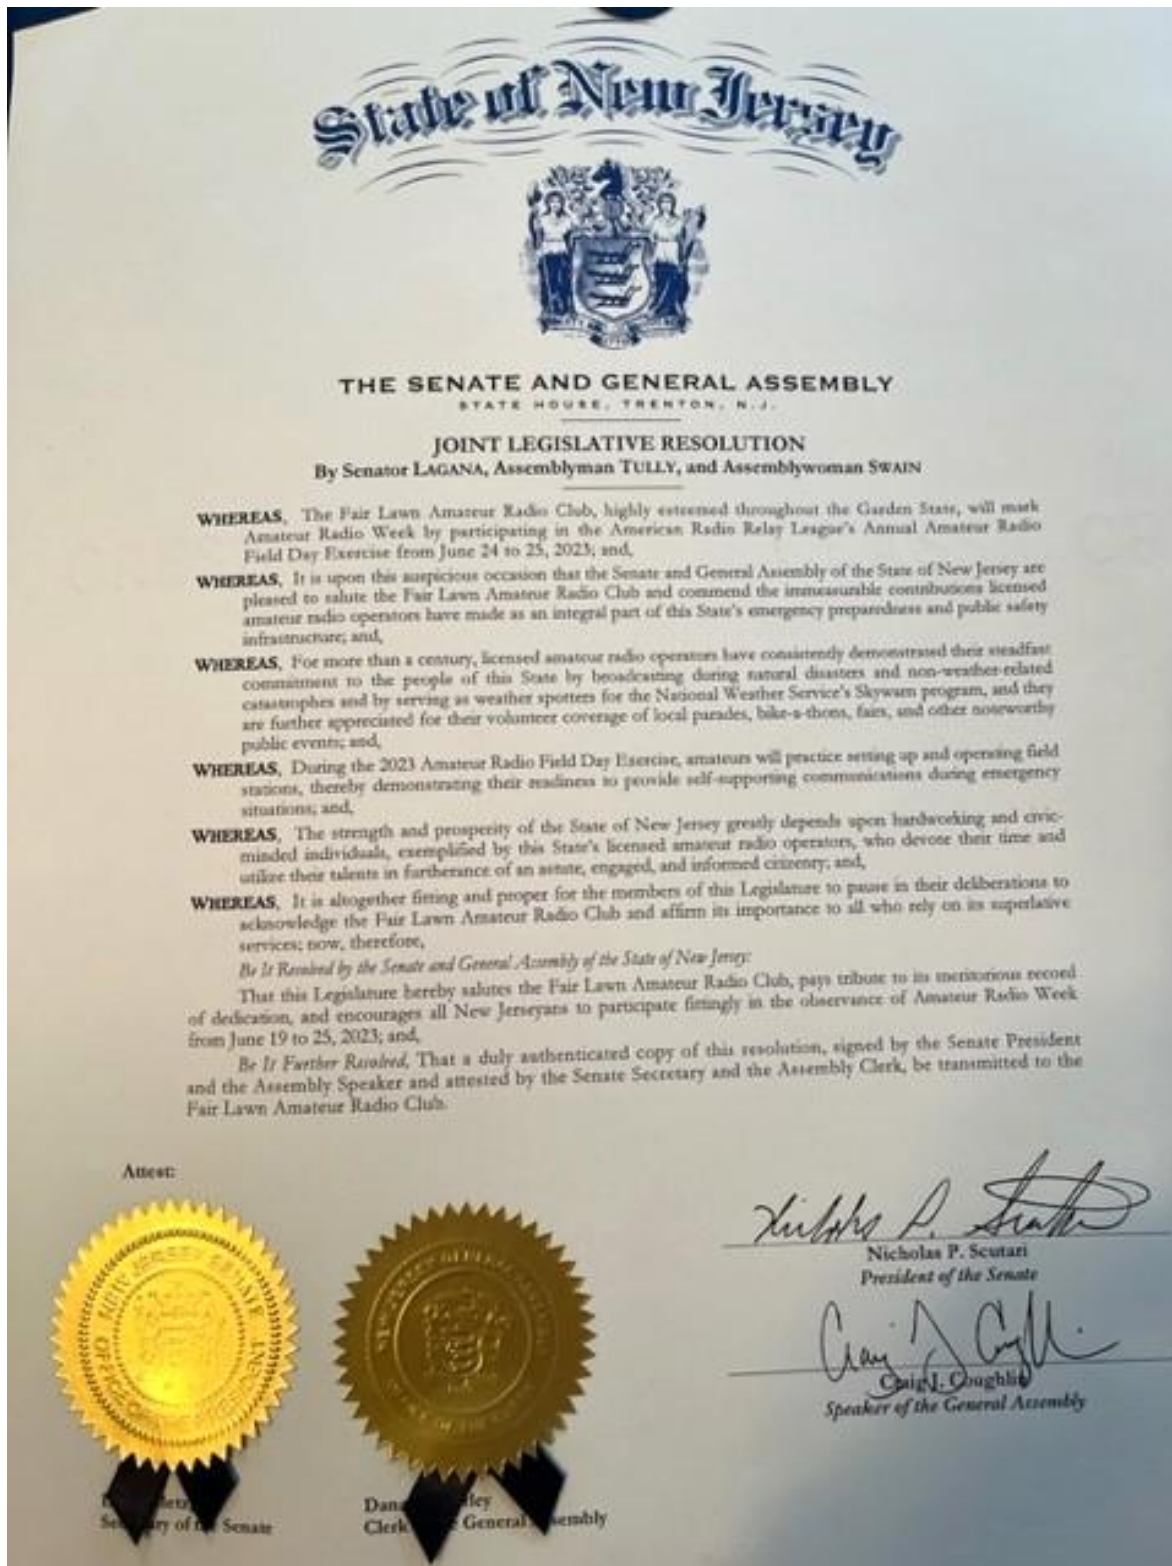 State of New Jersey
THE SENATE AND GENERAL ASSEMBLY
STATE HOUSE, TRENTON, N.J.
JOINT LEGISLATIVE RESOLUTION
By Senator LAGANA, Assemblyman TULLY, and Assemblywoman SWAIN
WHEREAS, The Fair Lawn Amateur Radio Club, highly esteemed throughout the Garden State, will mark
Amateur Radio Week by participating in the American Radio Relay League's Annual Amateur Radio
Field Day Exercise from June 24 to 25, 2023; and,
WHEREAS, It is upon this auspicious occasion that the Senate and General Assembly of the State of New Jersey are
pleased to salute the Fair Lawn Amateur Radio Club and commend the immeasurable contributions licensed
amateur radio operators have made as an integral part of this State's emergency preparedness and public safety
infrastructure; and,
WHEREAS, For more than a century, licensed amateur radio operators have consistently demonstrated their steadfast
commitment to the people of this State by broadcasting during natural disasters and non-weather-related
catastrophes and by serving as weather spotters for the National Weather Service's Skywarn program, and they
are further appreciated for their volunteer coverage of local parades, bike-a-thons, fairs, and other noteworthy
public events; and,
WHEREAS, During the 2023 Amateur Radio Field Day Exercise, amateurs will practice setting up and operating field
stations, thereby demonstrating their readiness to provide self-supporting communications during emergency
situations; and,
WHEREAS, The strength and prosperity of the State of New Jersey greatly depends upon hardworking and civic-
minded individuals, exemplified by this State's licensed amateur radio operators, who devote their time and
utilize their talents in furtherance of an astute, engaged, and informed citizenry; and,
WHEREAS, It is altogether fitting and proper for the members of this Legislature to pause in their deliberations to
acknowledge the Fair Lawn Amateur Radio Club and affirm its importance to all who rely on its superlative
services; now, therefore,
Be It Resolved by the Senate and General Assembly of the State of New Jersey:
That this Legislature hereby salutes the Fair Lawn Amateur Radio Club, pays tribute to its meritorious record
of dedication, and encourages all New Jerseyans to participate fittingly in the observance of Amateur Radio Week
from June 19 to 25, 2023; and,
Be It Further Resolved, That a duly authenticated copy of this resolution, signed by the Senate President
and the Assembly Speaker and attested by the Senate Secretary and the Assembly Clerk, be transmitted to the
Fair Lawn Amateur Radio Club.
Attest:
Nicholas P. Scutari
Nicholas P. Scutari
President of the Senate
Craig J. Coughlin
Craig J. Coughlin
Speaker of the General Assembly
NEW JERSEY SENATE
of the Senate
Clerk General Assembly